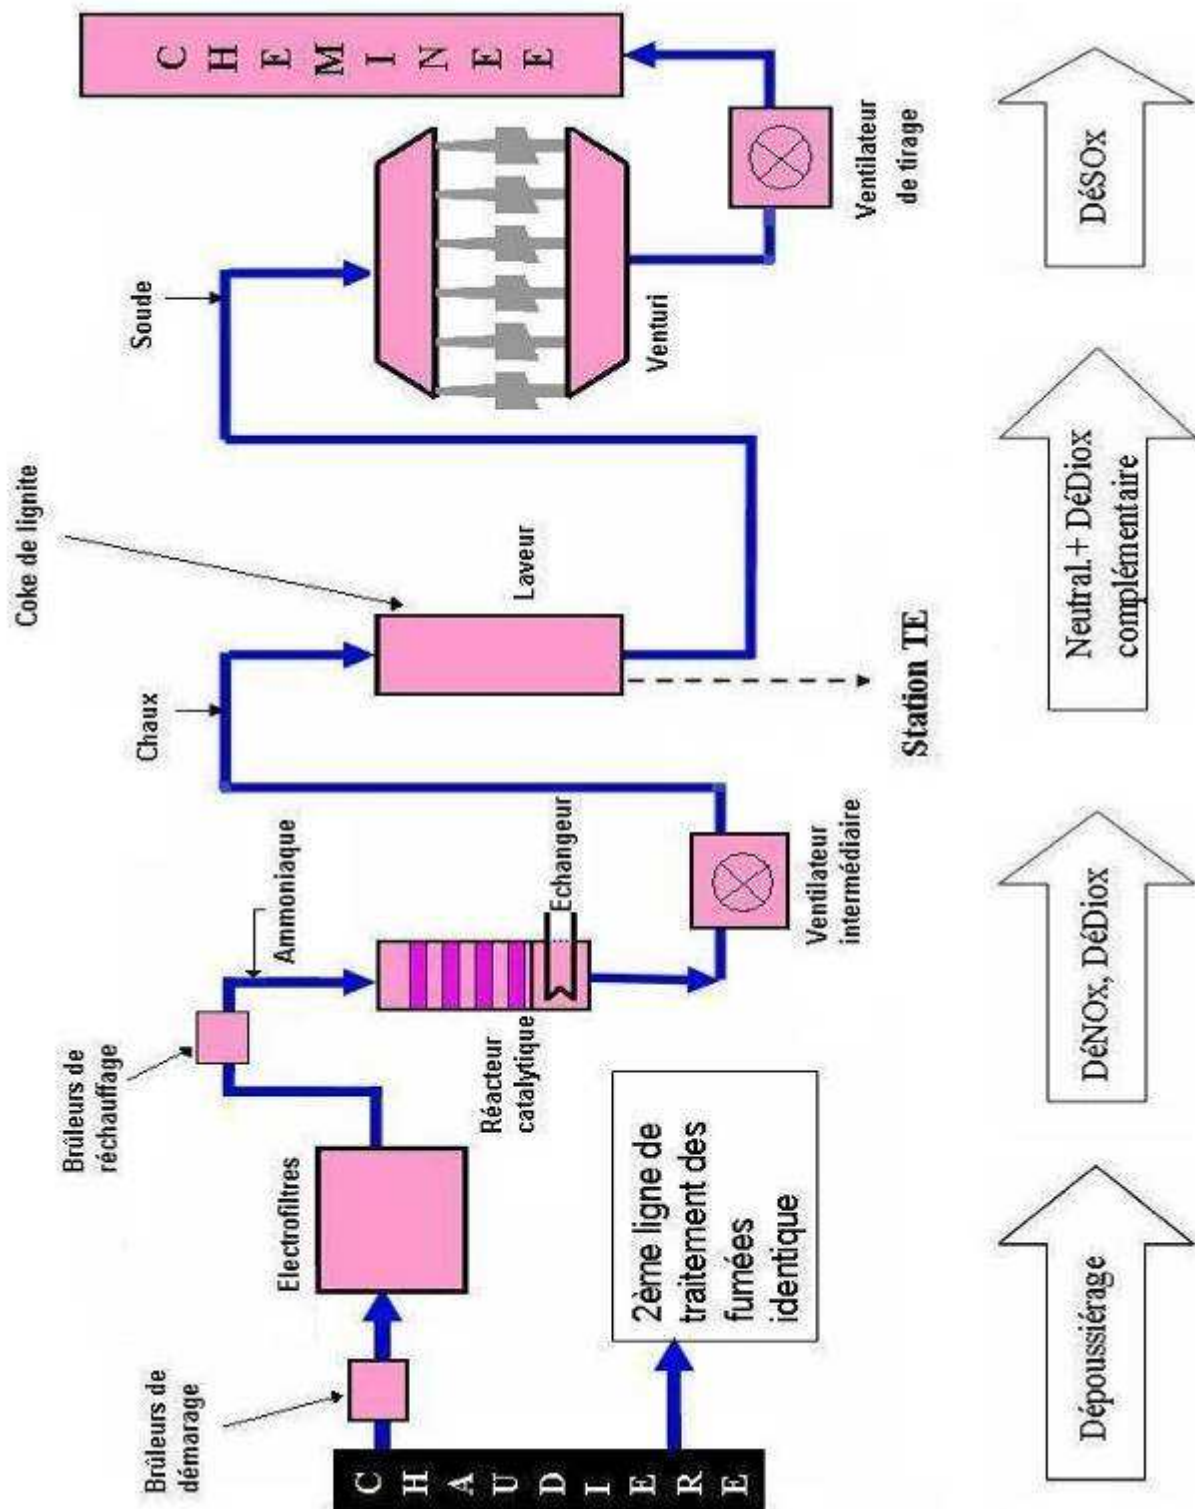 CHAUDIERE
Brûleurs de
démarage
Electrofiltres
Brûleurs de
réchauffage
Ammoniaque
Réacteur
catalytique
Echangeur
2ème ligne de
traitement des
fumées
identique
Ventilateur
intermédiaire
Chaux
Coke de lignite
Laveur
Station TE
Soude
Venturi
Ventilateur
de tirage
CHEMINEE
Dépoussiérage
DéNOx, DéDiox
Neutral.+ DéDiox
complémentaire
DéSOx